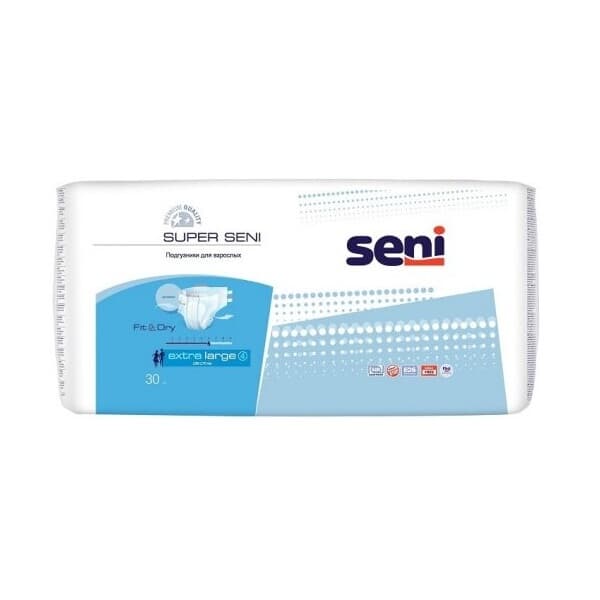 PREMIUM QUALITY
SUPER SENI
Подгузники для взрослых
seni
Fit & Dry
extra large 4
30